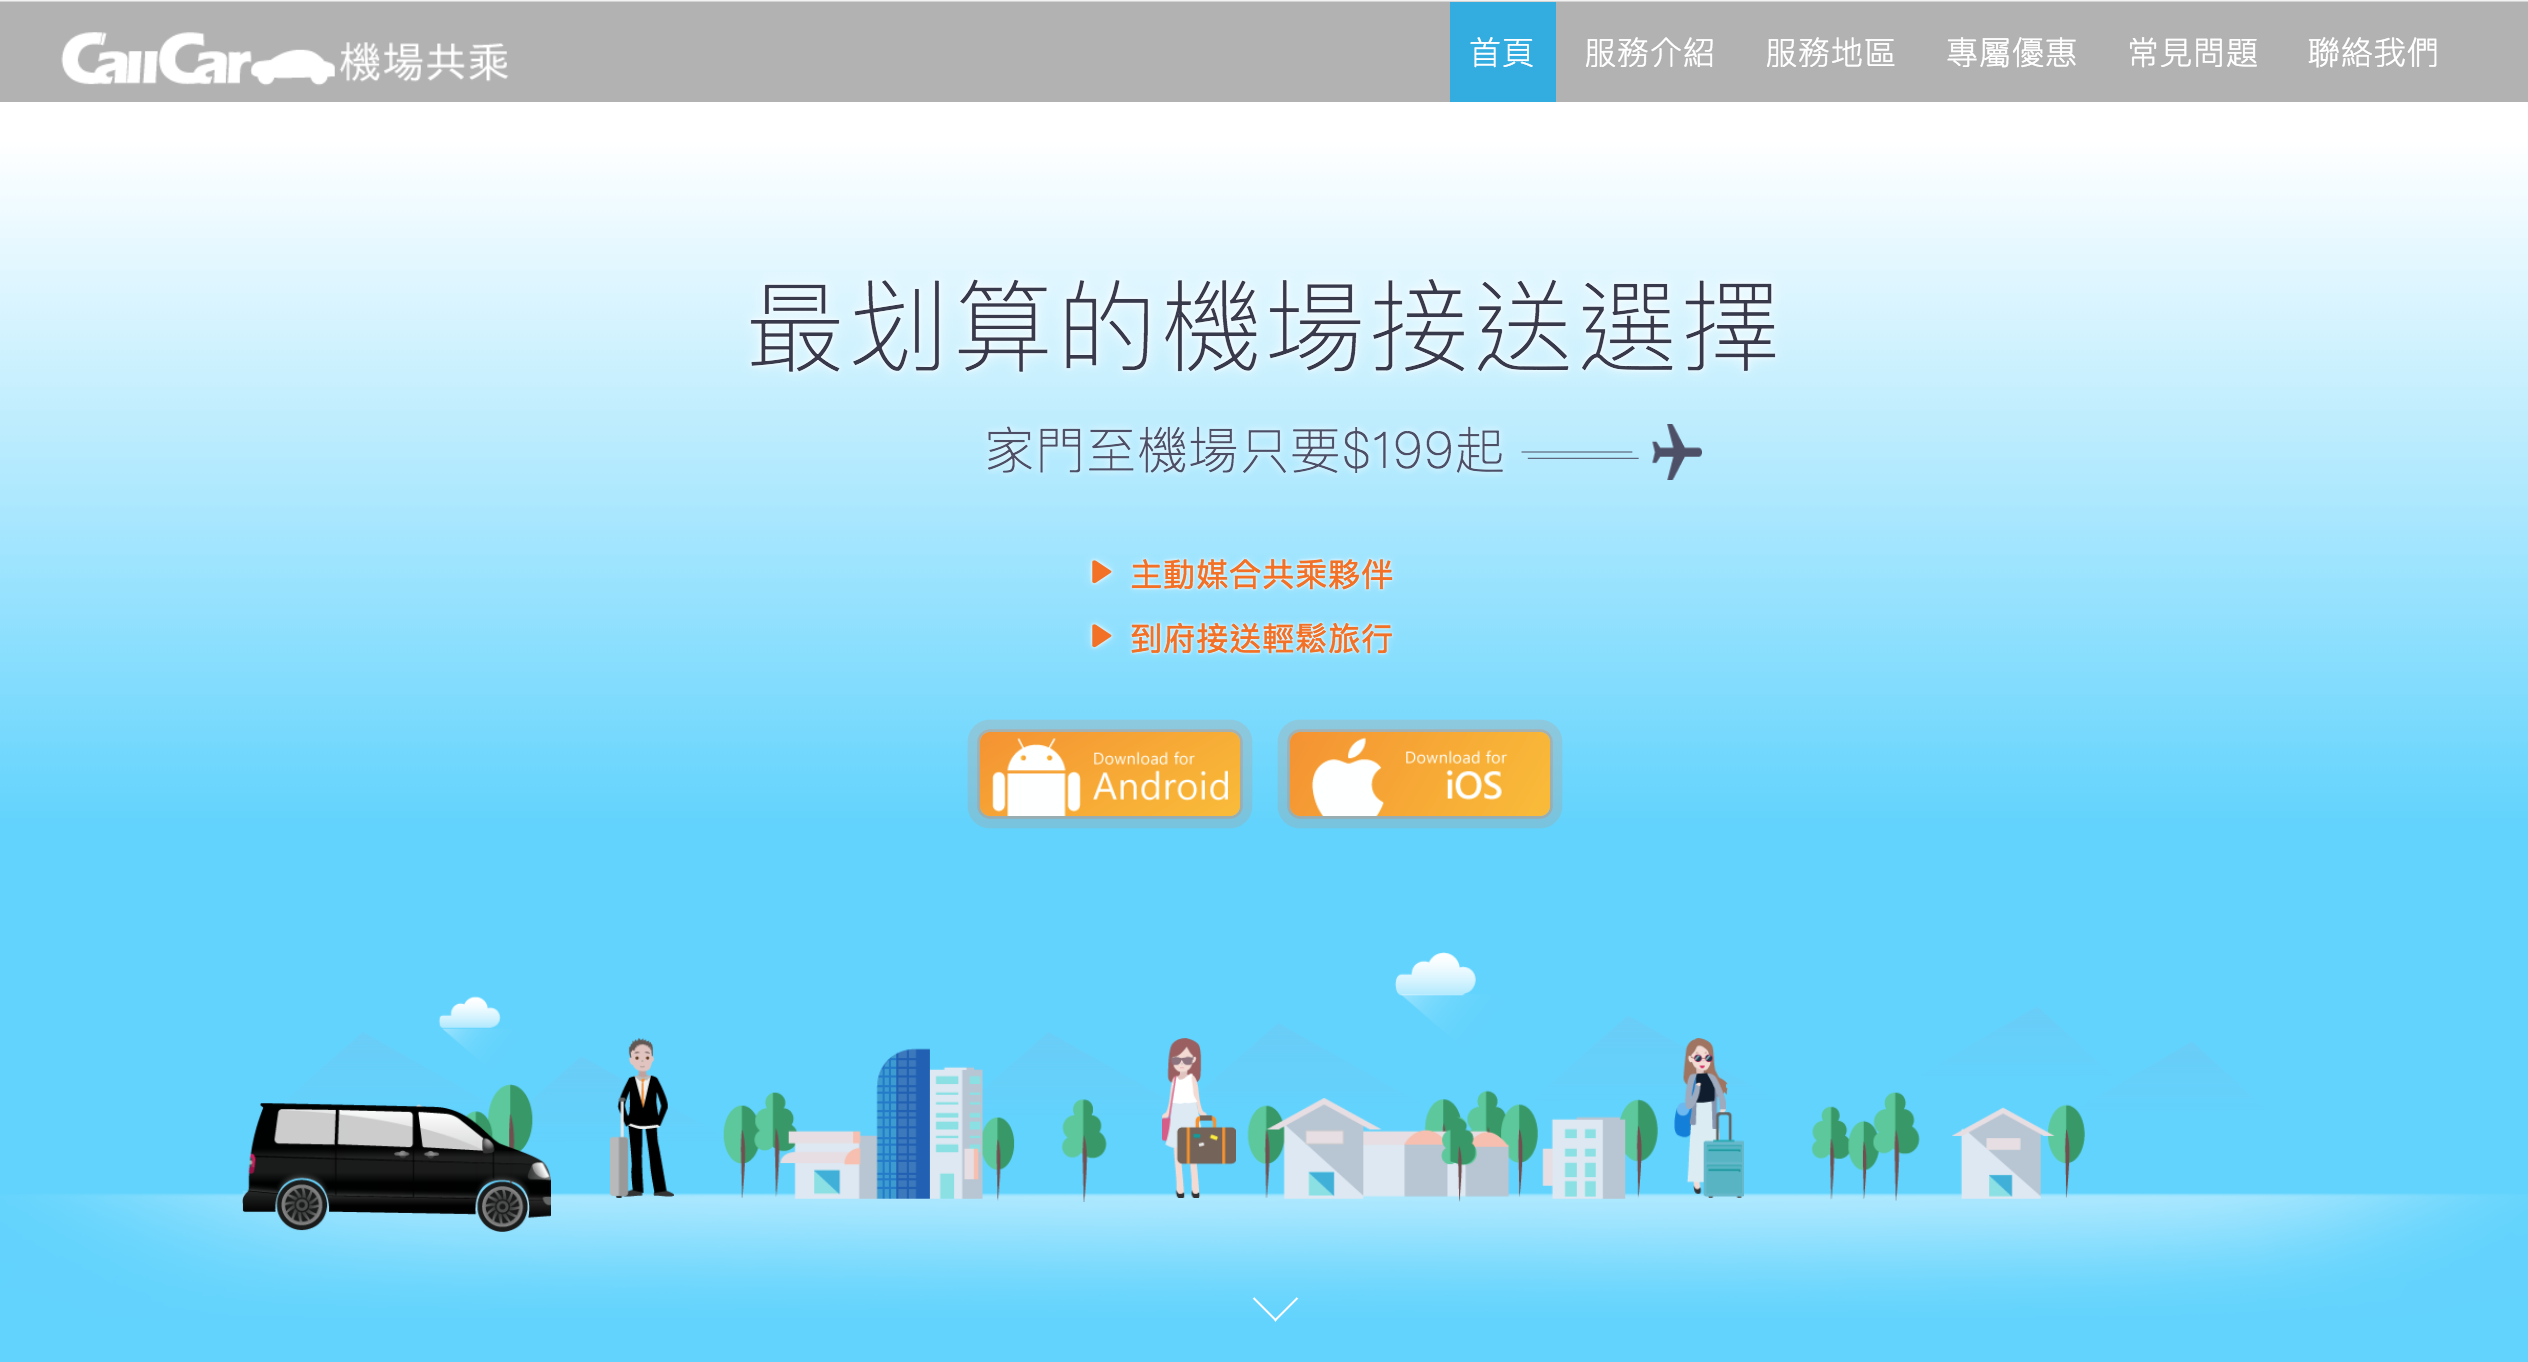 CallCar 機場共乘
首頁 服務介紹 服務地區 專屬優惠 常見問題 聯絡我們
最划算的機場接送選擇
家門至機場只要$199起
主動媒合共乘夥伴
到府接送輕鬆旅行
Download for
Android
Download for
iOS